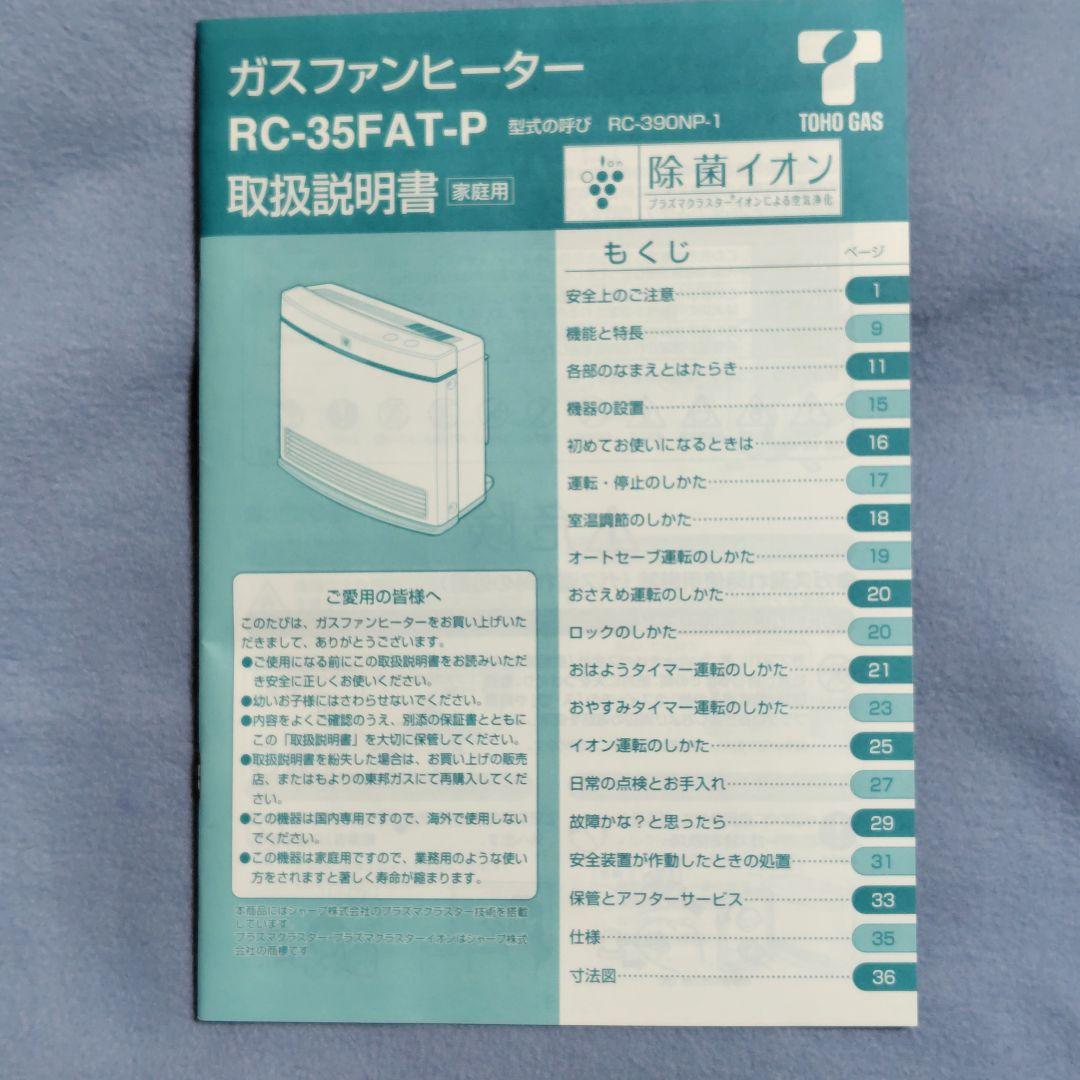 ガスファンヒーター
RC-35FAT-P 型式の呼び RC-390NP-1
取扱説明書 家庭用
TOHO GAS
ion
除菌イオン
プラズマクラスター®イオンによる空気浄化
ご愛用の皆様へ
このたびは、ガスファンヒーターをお買い上げいた
だきまして、ありがとうございます。
●ご使用になる前にこの取扱説明書をお読みいただ
き安全に正しくお使いください。
●幼いお子様にはさわらせないでください。
●内容をよくご確認のうえ、別添の保証書とともに
この「取扱説明書」を大切に保管してください。
●取扱説明書を紛失した場合は、お買い上げの販売
店、またはもよりの東邦ガスにて再購入してくだ
さい。
●この機器は国内専用ですので、海外で使用しない
でください。
●この機器は家庭用ですので、業務用のような使い
方をされますと著しく寿命が縮まります。
本商品にはシャープ株式会社のプラズマクラスター技術を搭載
しています。
プラズマクラスター・プラズマクラスターイオンはシャープ株式
会社の商標です。
もくじ ページ
安全上のご注意 1
機能と特長 9
各部のなまえとはたらき 11
機器の設置 15
初めてお使いになるときは 16
運転・停止のしかた 17
室温調節のしかた 18
オートセーブ運転のしかた 19
おさえめ運転のしかた 20
ロックのしかた 20
おはようタイマー運転のしかた 21
おやすみタイマー運転のしかた 23
イオン運転のしかた 25
日常の点検とお手入れ 27
故障かな?と思ったら 29
安全装置が作動したときの処置 31
保管とアフターサービス 33
仕様 35
寸法図 36